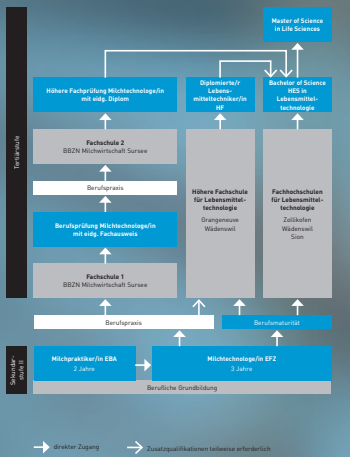 Master of Science
in Life Sciences
Höhere Fachprüfung Milchtechnologe/in
mit eidg. Diplom
Diplomierte/r
Lebens-
mitteltechniker/in
HF
Bachelor of Science
HES in
Lebensmittel-
technologie
Tertiärstufe
Fachschule 2
BBZN Milchwirtschaft Sursee
Berufspraxis
Berufsprüfung Milchtechnologe/in
mit eidg. Fachausweis
Fachschule 1
BBZN Milchwirtschaft Sursee
Höhere Fachschule
für Lebensmittel-
technologie
Grangeneuve
Wädenswil
Fachhochschulen
für Lebensmittel-
technologie
Zollikofen
Wädenswil
Sion
Berufspraxis
Berufsmaturität
Sekundar-
stufe II
Milchpraktiker/in EBA
2 Jahre
Milchtechnologe/in EFZ
3 Jahre
Berufliche Grundbildung
direkter Zugang
Zusatzqualifikationen teilweise erforderlich